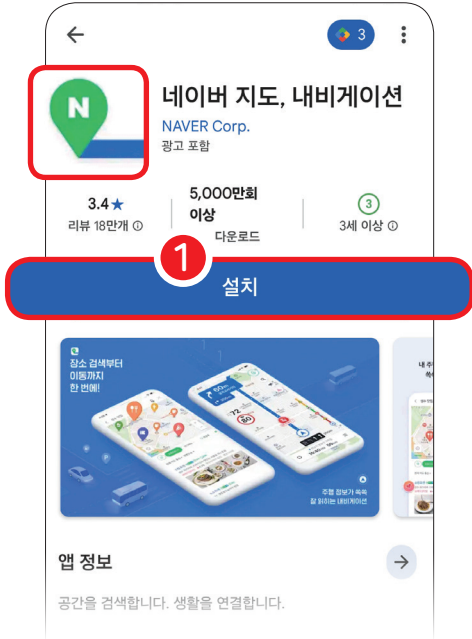 3
네이버 지도, 내비게이션
N
NAVER Corp.
광고 포함
3.4★
리뷰 18만개 ⓘ
5,000만회
이상
다운로드
3
3세 이상 ⓘ
1
설치
장소 검색부터
이동까지
한 번에!
주행 정보가 쏙쏙
잘 읽히는 내비게이션
내 주
앱 정보
공간을 검색합니다. 생활을 연결합니다.